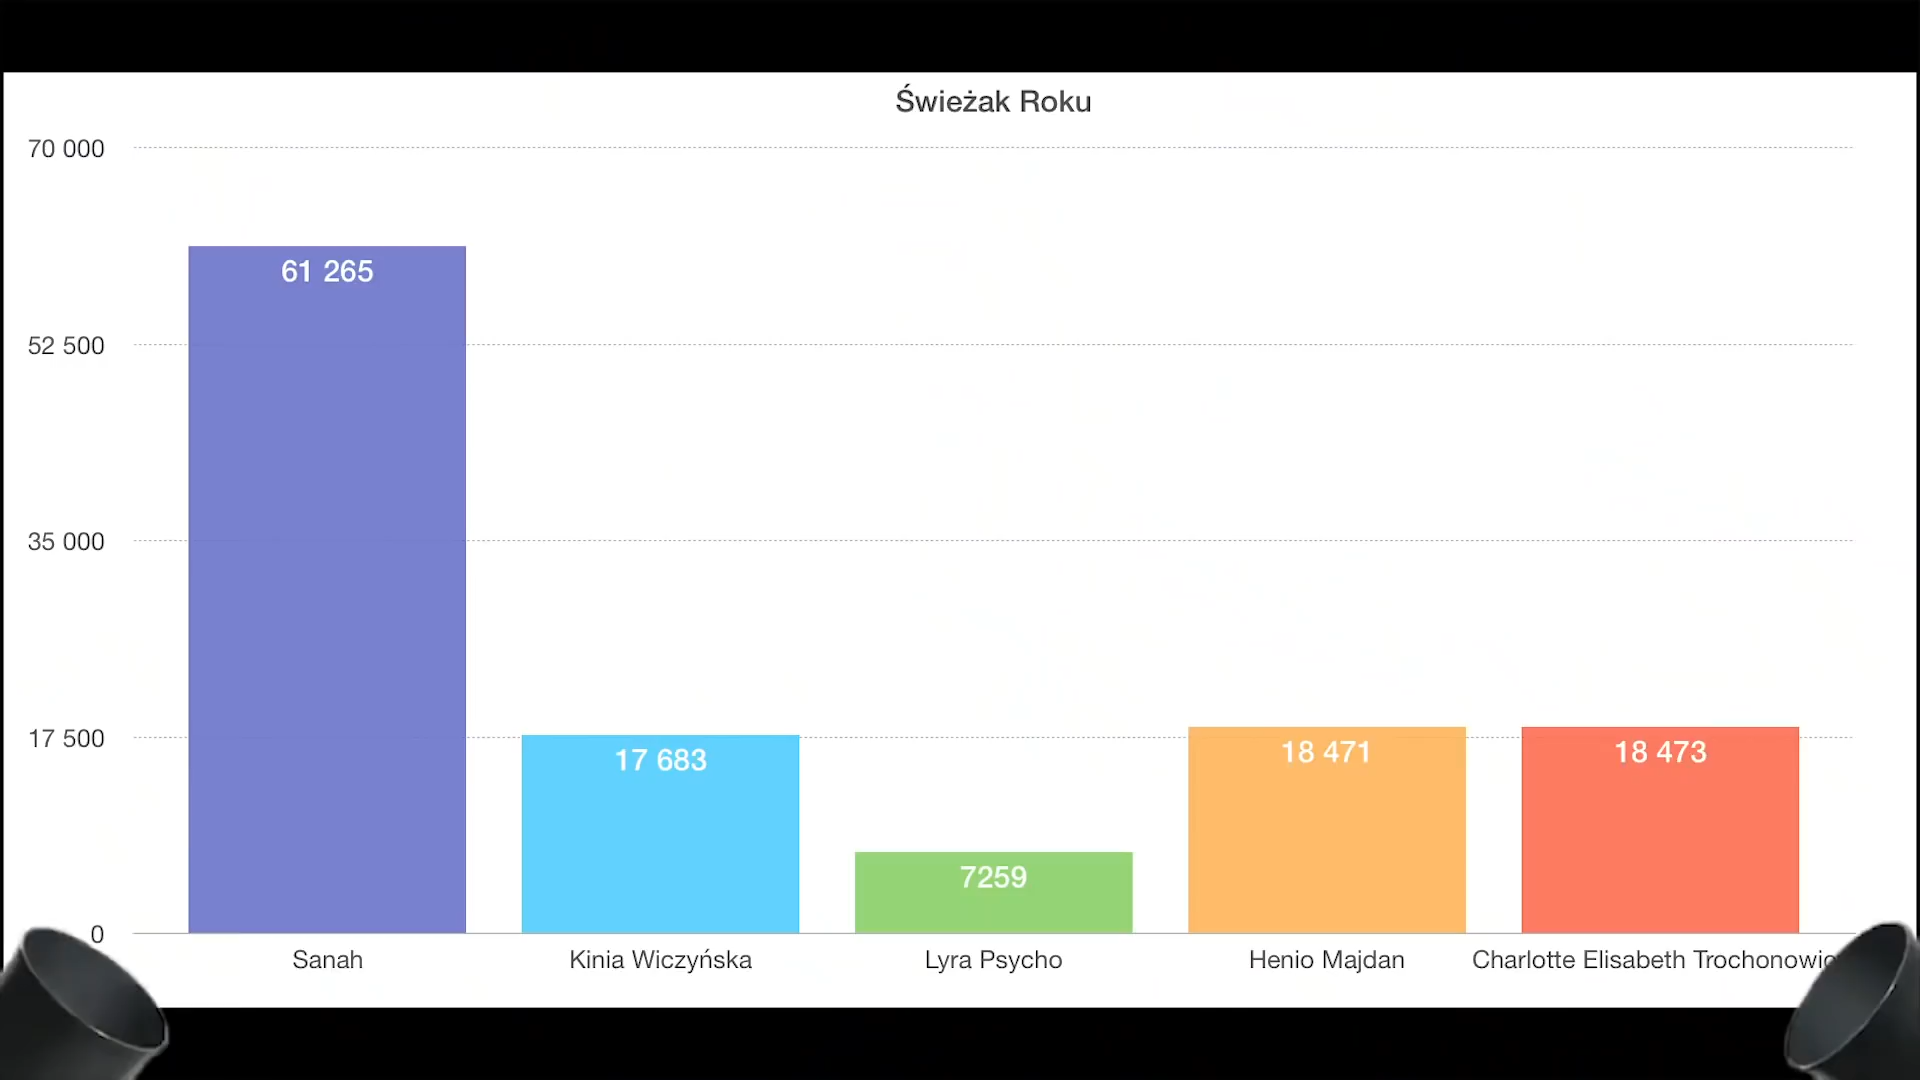 Świeżak Roku
70 000
61 265
52 500
35 000
17 500
17 683
18 471
18 473
7259
0
Sanah
Kinia Wiczyńska
Lyra Psycho
Henio Majdan
Charlotte Elisabeth